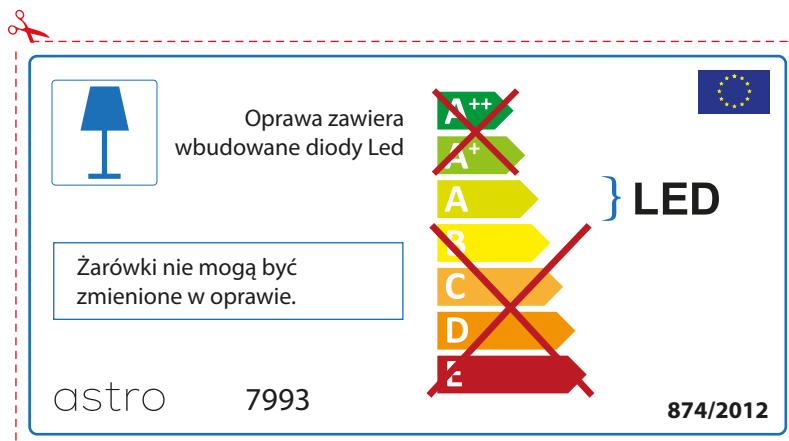 Oprawa zawiera
wbudowane diody Led
A++
A+
A
B
C
D
E
LED
Żarówki nie mogą być
zmienione w oprawie.
astro 7993
874/2012